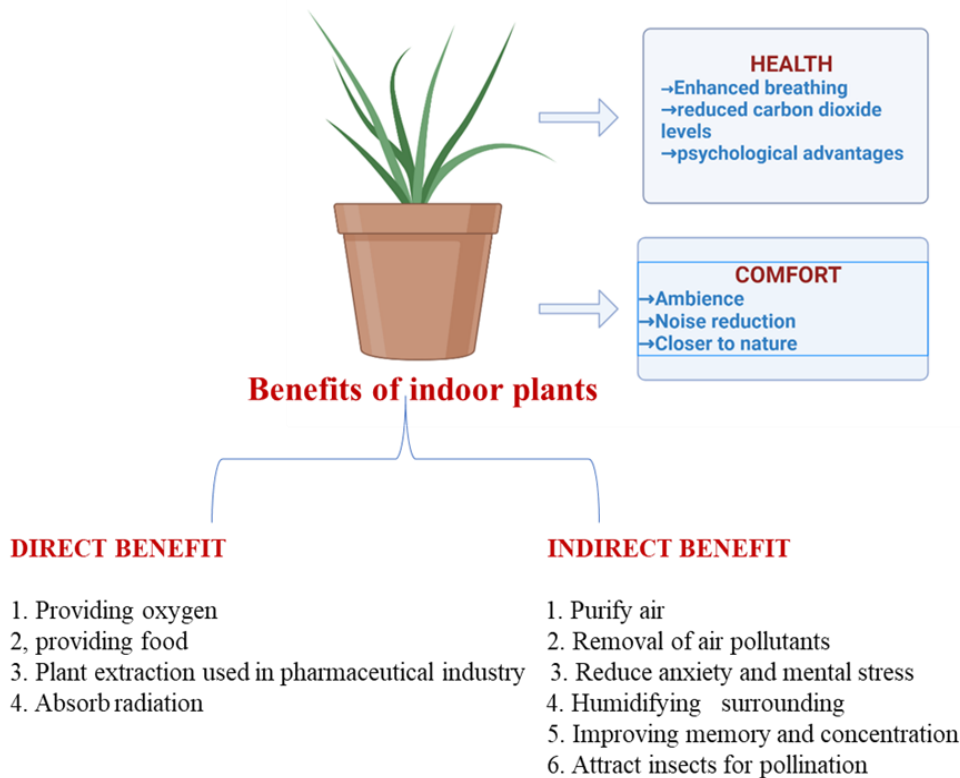 HEALTH
→Enhanced breathing
→reduced carbon dioxide
levels
→psychological advantages
COMFORT
→Ambience
→Noise reduction
→Closer to nature
Benefits of indoor plants
DIRECT BENEFIT
1. Providing oxygen
2, providing food
3. Plant extraction used in pharmaceutical industry
4. Absorb radiation
INDIRECT BENEFIT
1. Purify air
2. Removal of air pollutants
3. Reduce anxiety and mental stress
4. Humidifying surrounding
5. Improving memory and concentration
6. Attract insects for pollination